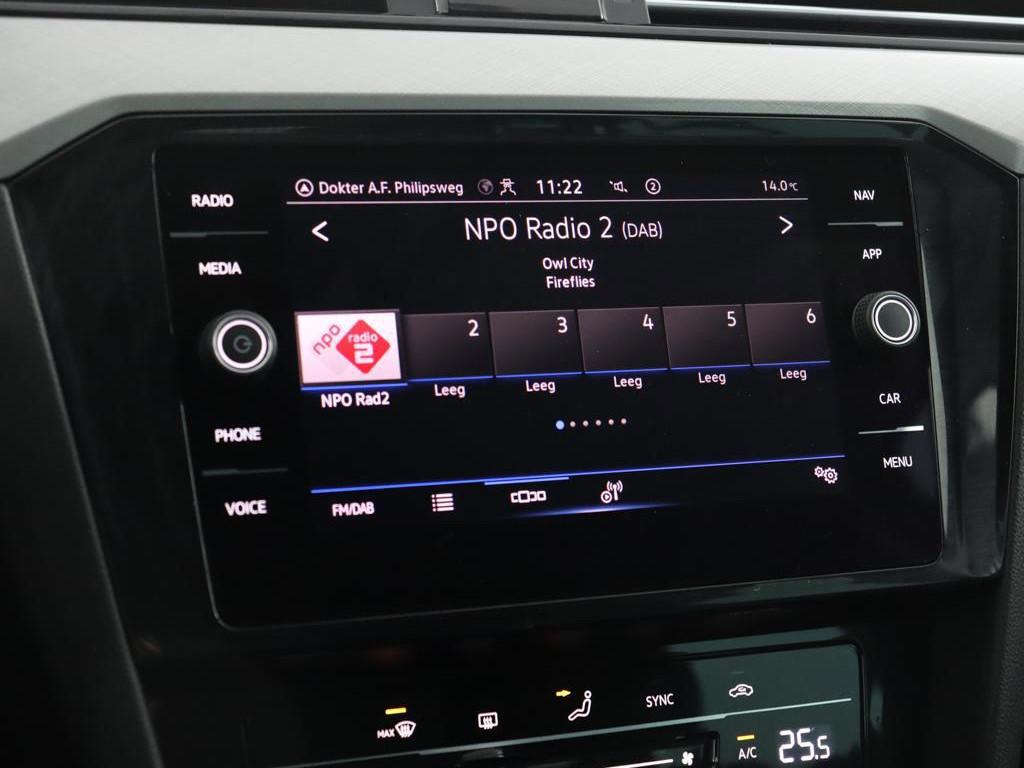 RADIO
MEDIA
PHONE
VOICE
Dokter A.F. Philipsweg 11:22 2 14.0°C
< NPO Radio 2 (DAB) >
Owl City
Fireflies
npo radio 2
2 3 4 5 6
NPO Rad2 Leeg Leeg Leeg Leeg Leeg
FM/DAB
NAV
APP
CAR
MENU
MAX SYNC
A/C 25.5